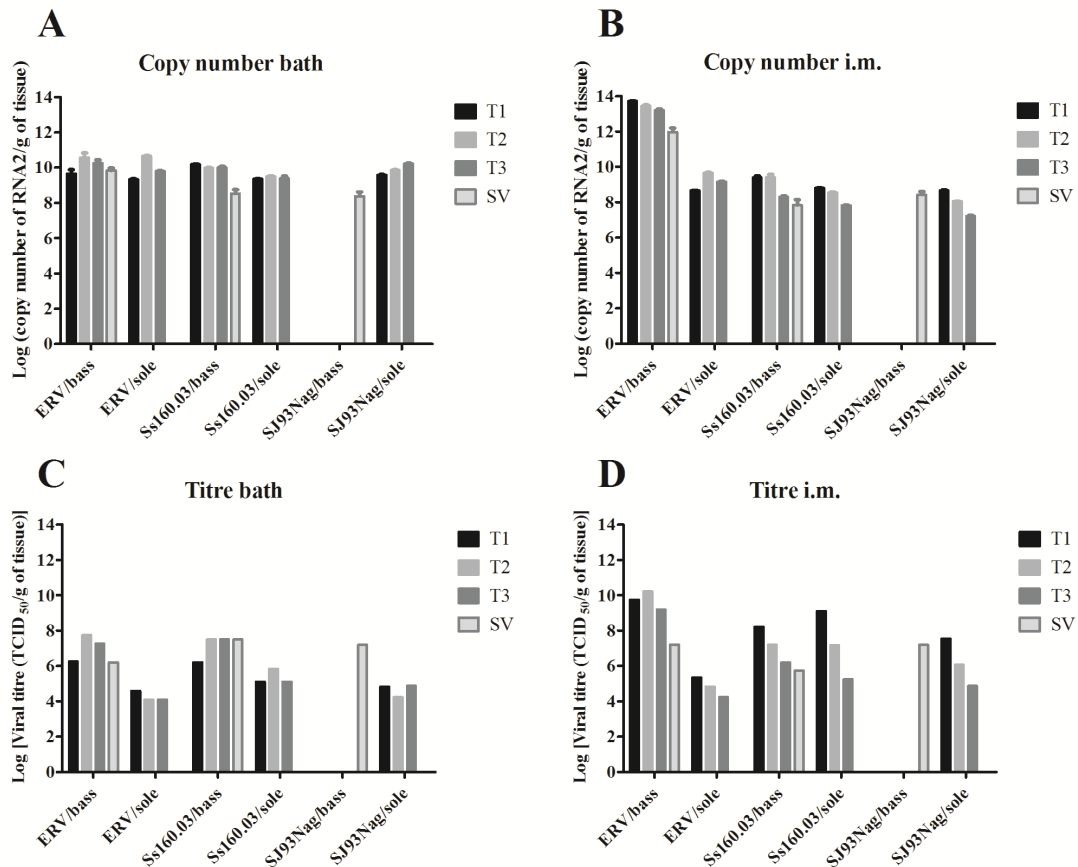 A
Copy number bath
Log (copy number of RNA2/g of tissue)
14
12
10
8
6
4
2
0
T1
T2
T3
SV
ERV/bass
ERV/sole
Ss160.03/bass
Ss160.03/sole
SJ93Nag/bass
SJ93Nag/sole
B
Copy number i.m.
Log (copy number of RNA2/g of tissue)
14
12
10
8
6
4
2
0
T1
T2
T3
SV
ERV/bass
ERV/sole
Ss160.03/bass
Ss160.03/sole
SJ93Nag/bass
SJ93Nag/sole
C
Titre bath
Log [Viral titre (TCID50/g of tissue)]
14
12
10
8
6
4
2
0
T1
T2
T3
SV
ERV/bass
ERV/sole
Ss160.03/bass
Ss160.03/sole
SJ93Nag/bass
SJ93Nag/sole
D
Titre i.m.
Log [Viral titre (TCID50/g of tissue)]
14
12
10
8
6
4
2
0
T1
T2
T3
SV
ERV/bass
ERV/sole
Ss160.03/bass
Ss160.03/sole
SJ93Nag/bass
SJ93Nag/sole